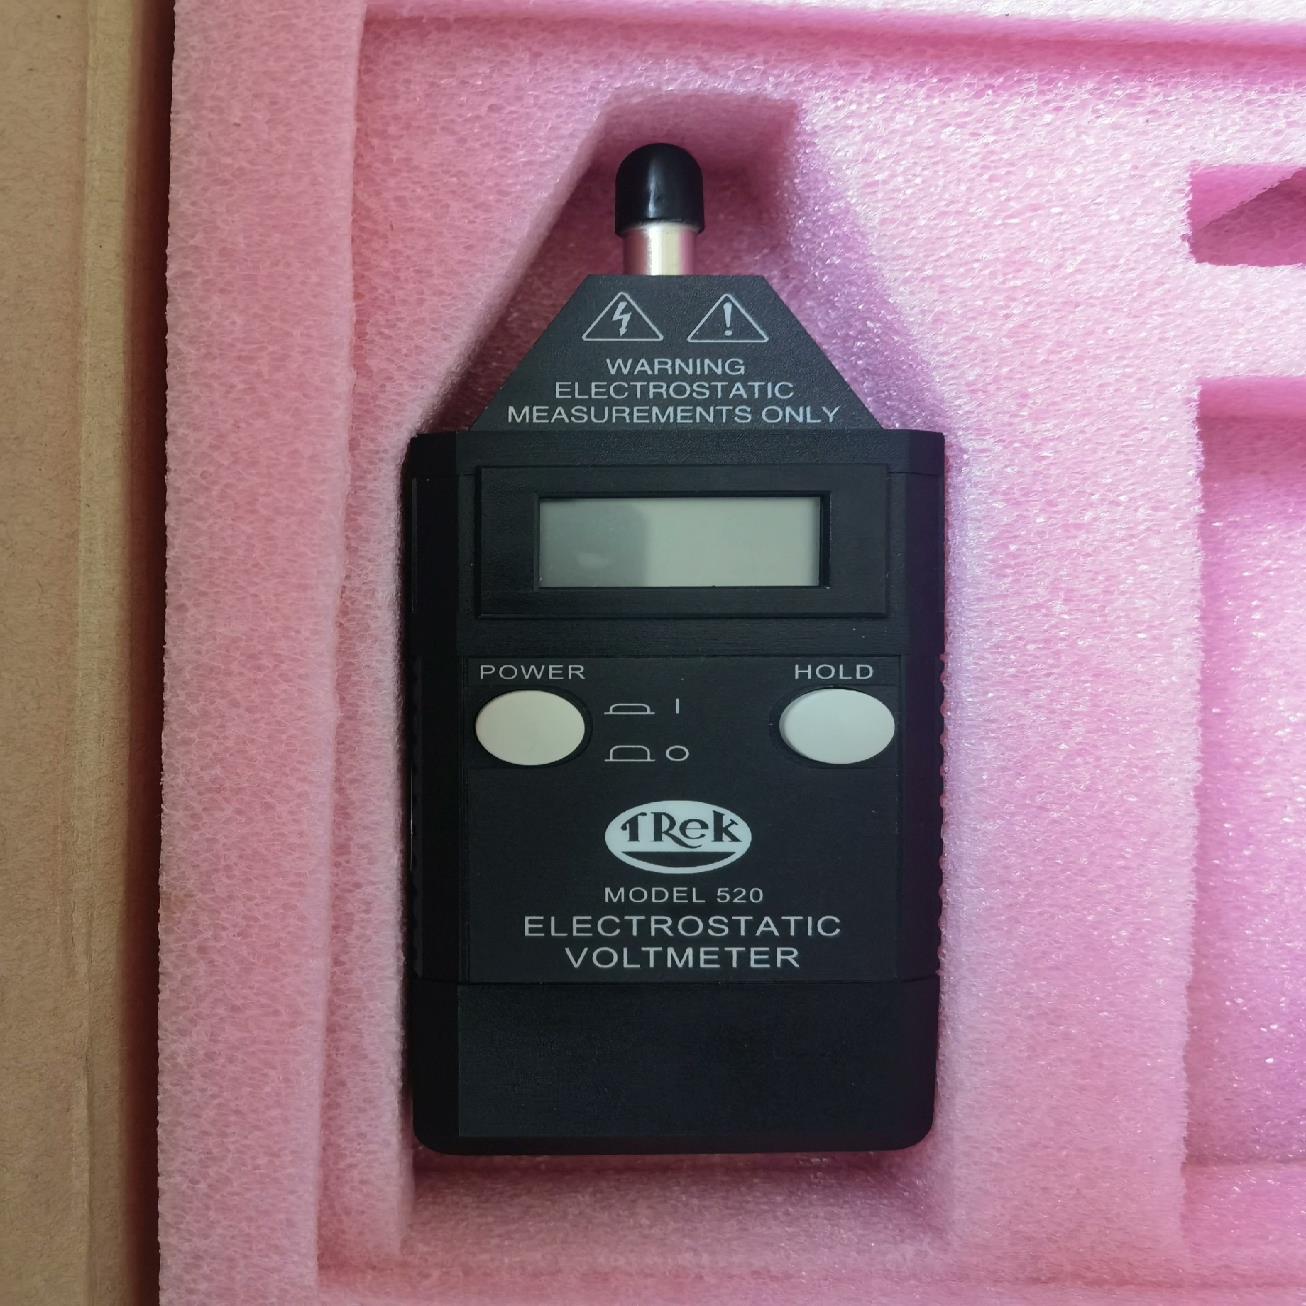 WARNING
ELECTROSTATIC
MEASUREMENTS ONLY
POWER
HOLD
I
O
TRek
MODEL 520
ELECTROSTATIC
VOLTMETER